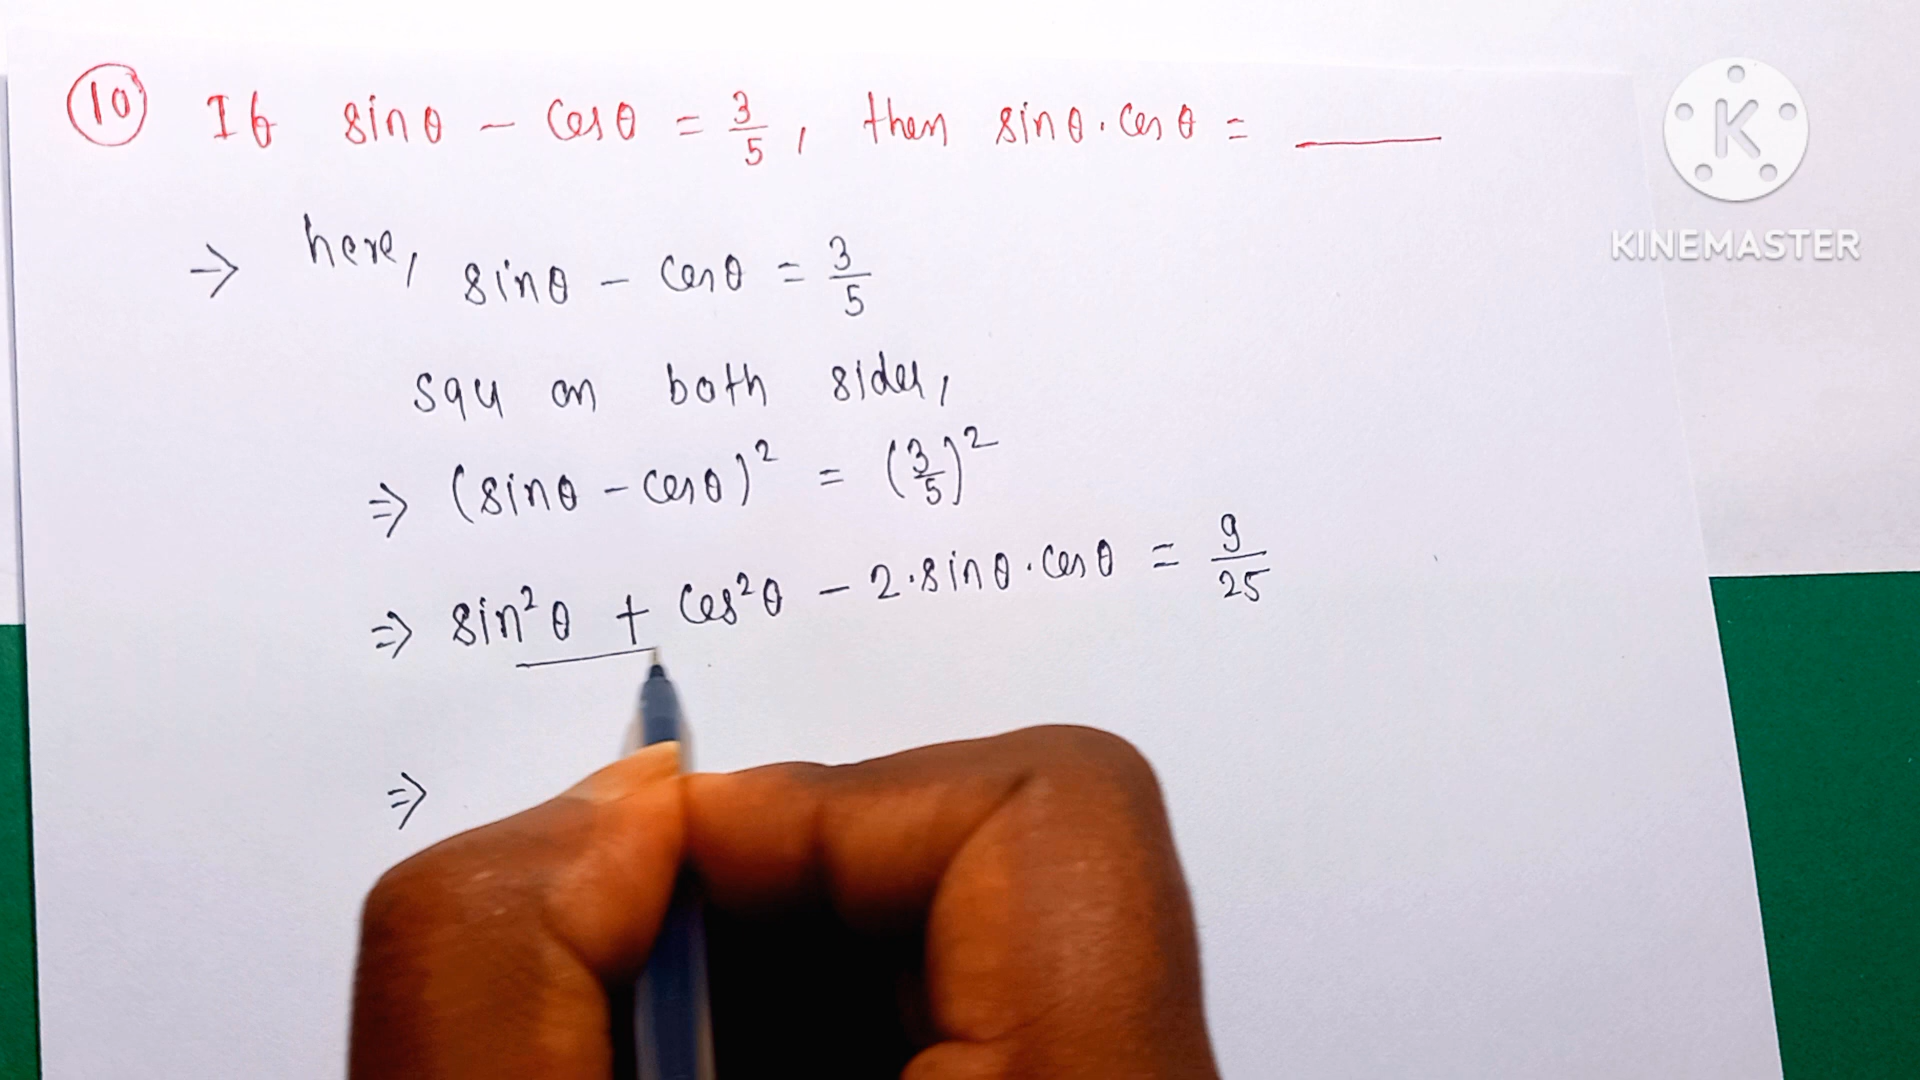 10 If sinθ - cosθ = 3/5, then sinθ.cosθ = ______
K
KINEMASTER
→ here, sinθ - cosθ = 3/5
squ on both sides,
⇒ (sinθ - cosθ)² = (3/5)²
⇒ sin²θ + cos²θ - 2.sinθ.cosθ = 9/25
⇒